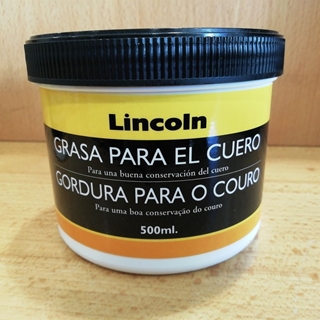 Lincoln
GRASA PARA EL CUERO
Para una buena conservación del cuero
GORDURA PARA O COURO
Para uma boa conservação do couro
500ml.